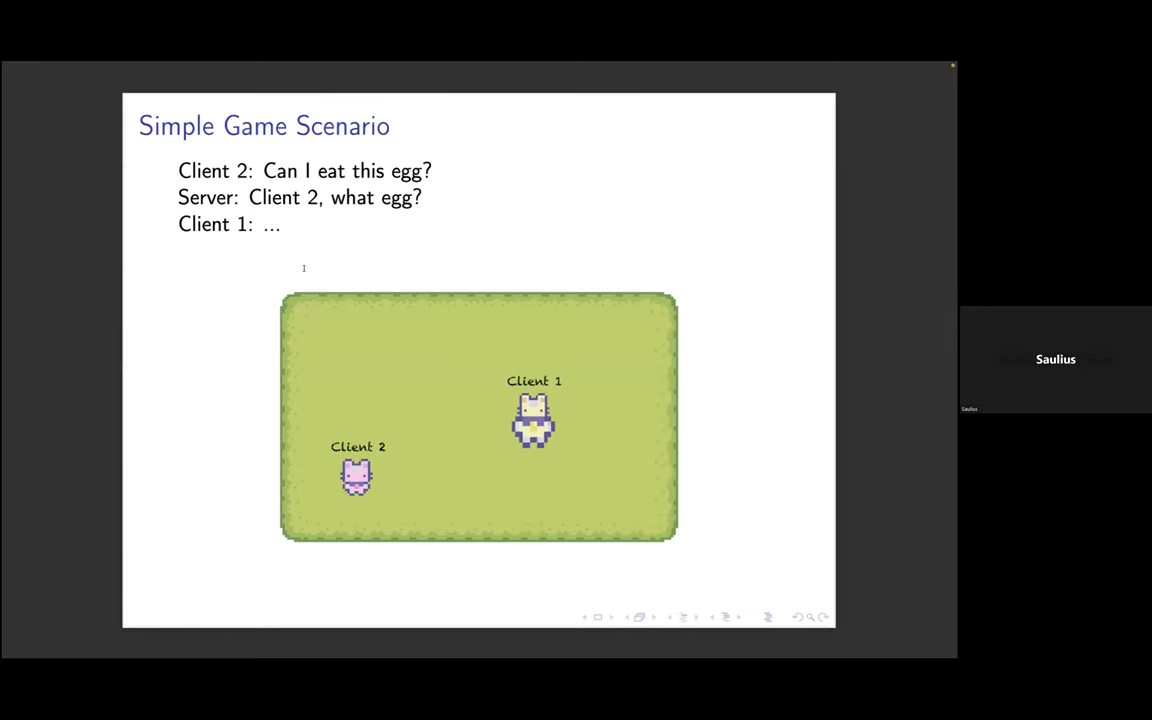 Simple Game Scenario
Client 2: Can I eat this egg?
Server: Client 2, what egg?
Client 1: ...
Client 1
Client 2
Saulius
Saulius